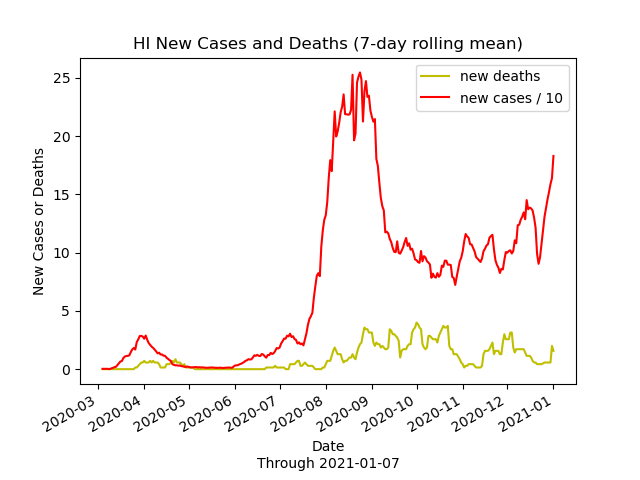 HI New Cases and Deaths (7-day rolling mean)
new deaths
new cases / 10
New Cases or Deaths
25
20
15
10
5
0
2020-03
2020-04
2020-05
2020-06
2020-07
2020-08
2020-09
2020-10
2020-11
2020-12
2021-01
Date
Through 2021-01-07